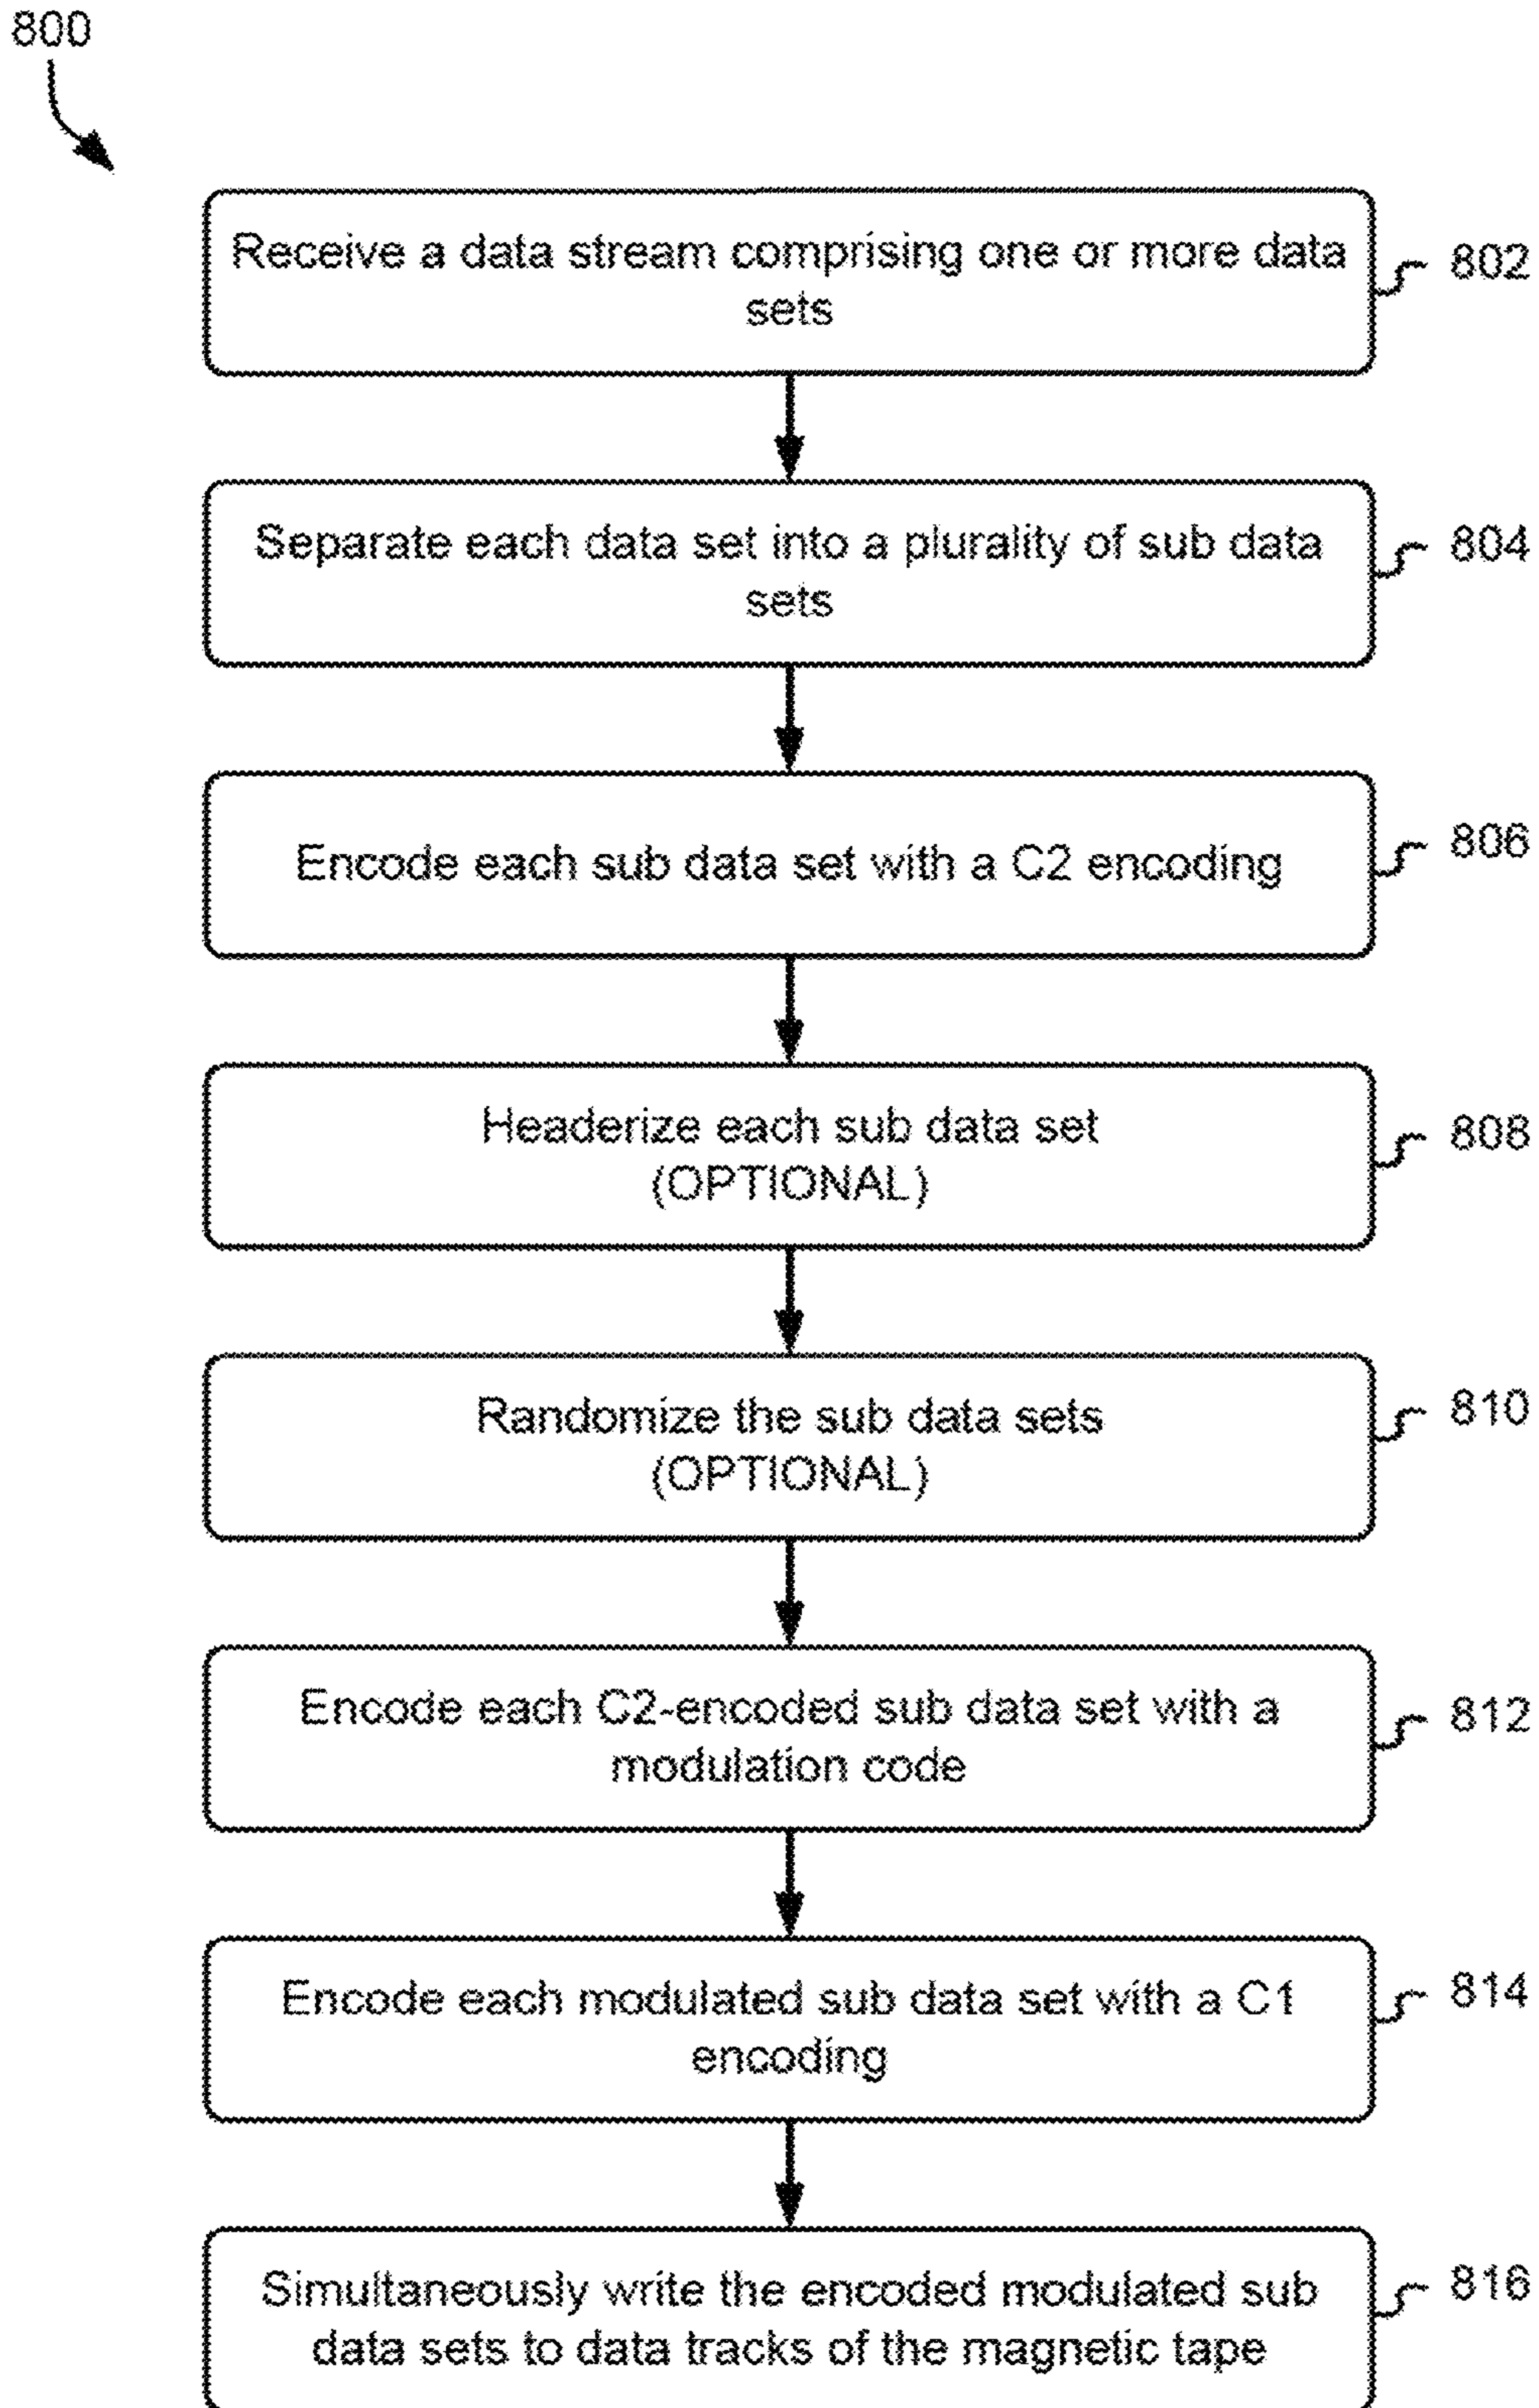 800
Receive a data stream comprising one or more data
sets
802
Separate each data set into a plurality of sub data
sets
804
Encode each sub data set with a C2 encoding
806
Headerize each sub data set
(OPTIONAL)
808
Randomize the sub data sets
(OPTIONAL)
810
Encode each C2-encoded sub data set with a
modulation code
812
Encode each modulated sub data set with a C1
encoding
814
Simultaneously write the encoded modulated sub
data sets to data tracks of the magnetic tape
816